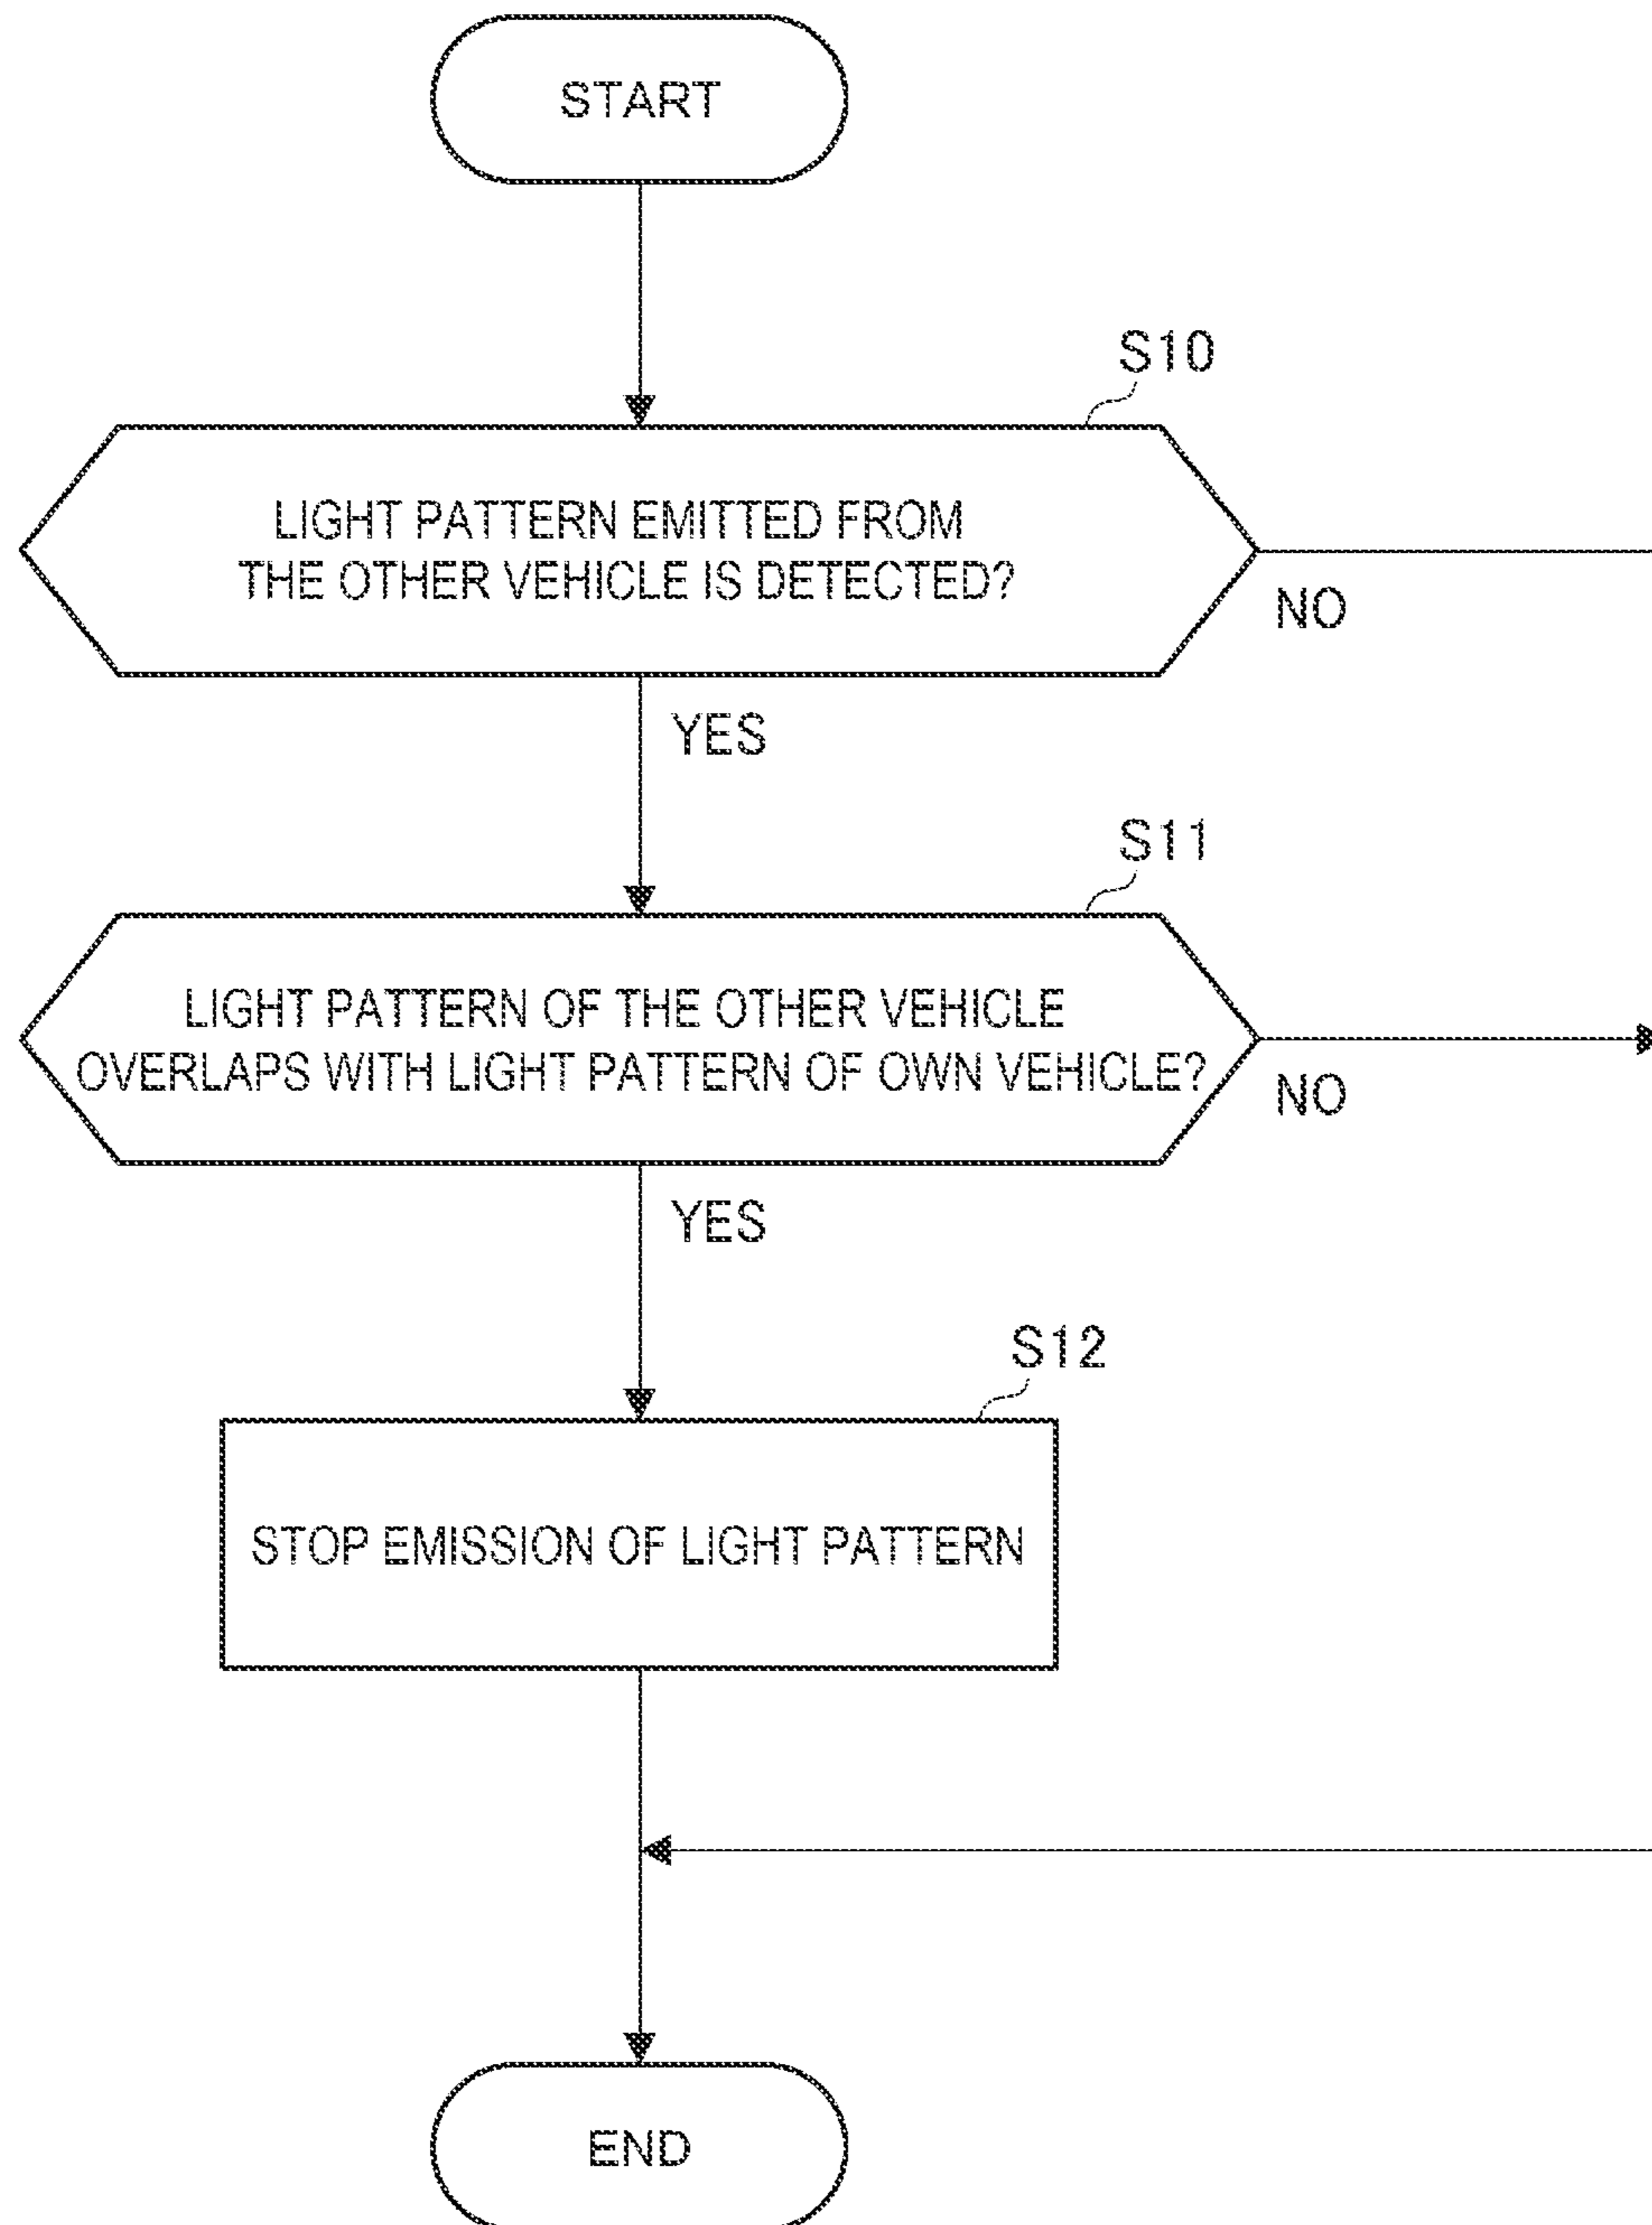 START
S10
LIGHT PATTERN EMITTED FROM
THE OTHER VEHICLE IS DETECTED?
NO
YES
S11
LIGHT PATTERN OF THE OTHER VEHICLE
OVERLAPS WITH LIGHT PATTERN OF OWN VEHICLE?
NO
YES
S12
STOP EMISSION OF LIGHT PATTERN
END